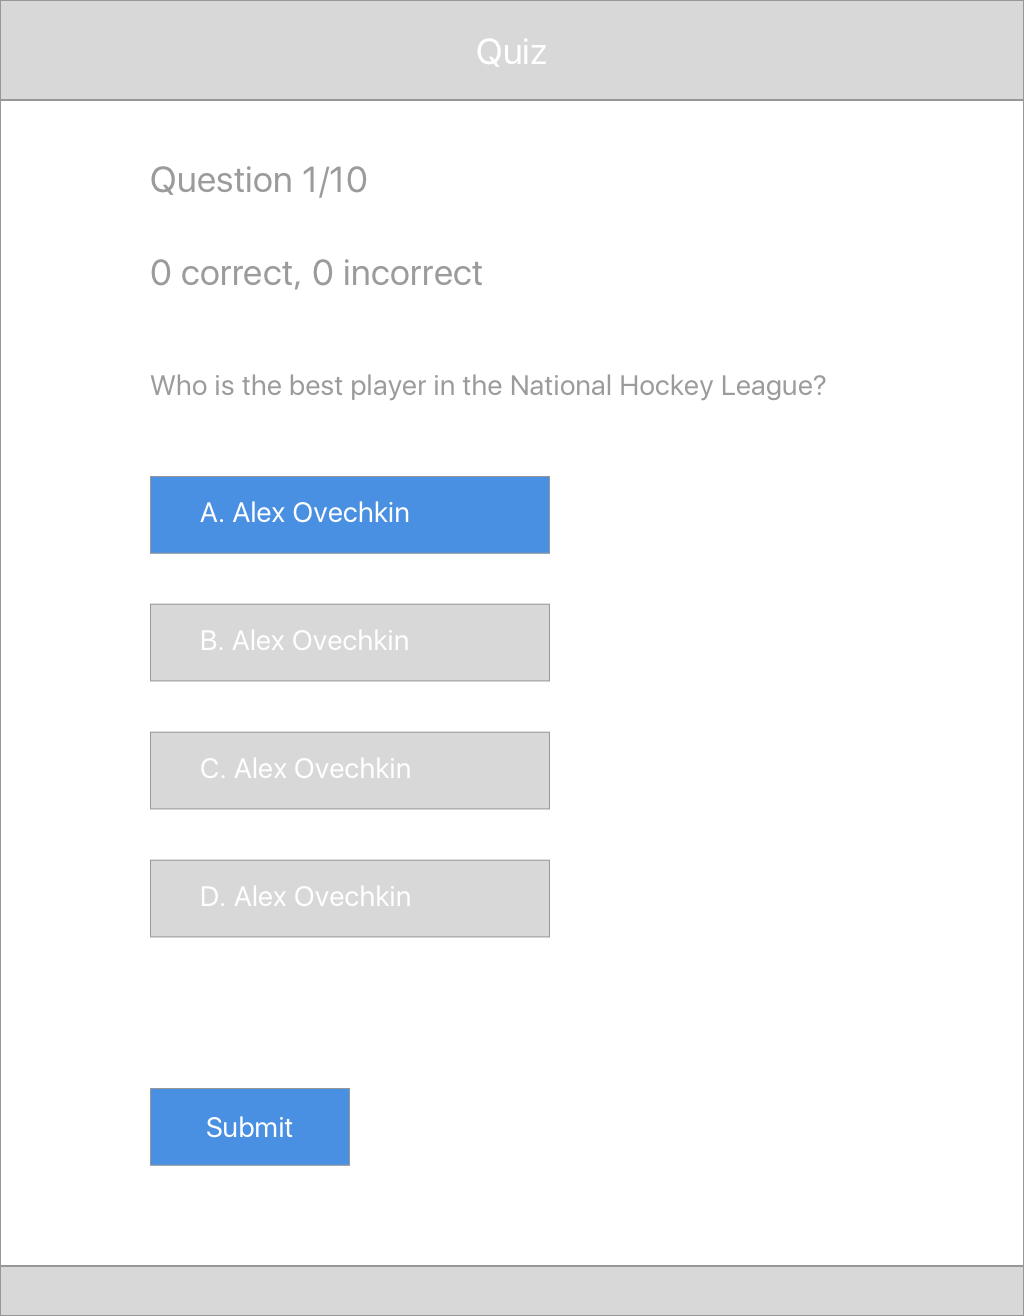 Quiz
Question 1/10
0 correct, 0 incorrect
Who is the best player in the National Hockey League?
A. Alex Ovechkin
B. Alex Ovechkin
C. Alex Ovechkin
D. Alex Ovechkin
Submit